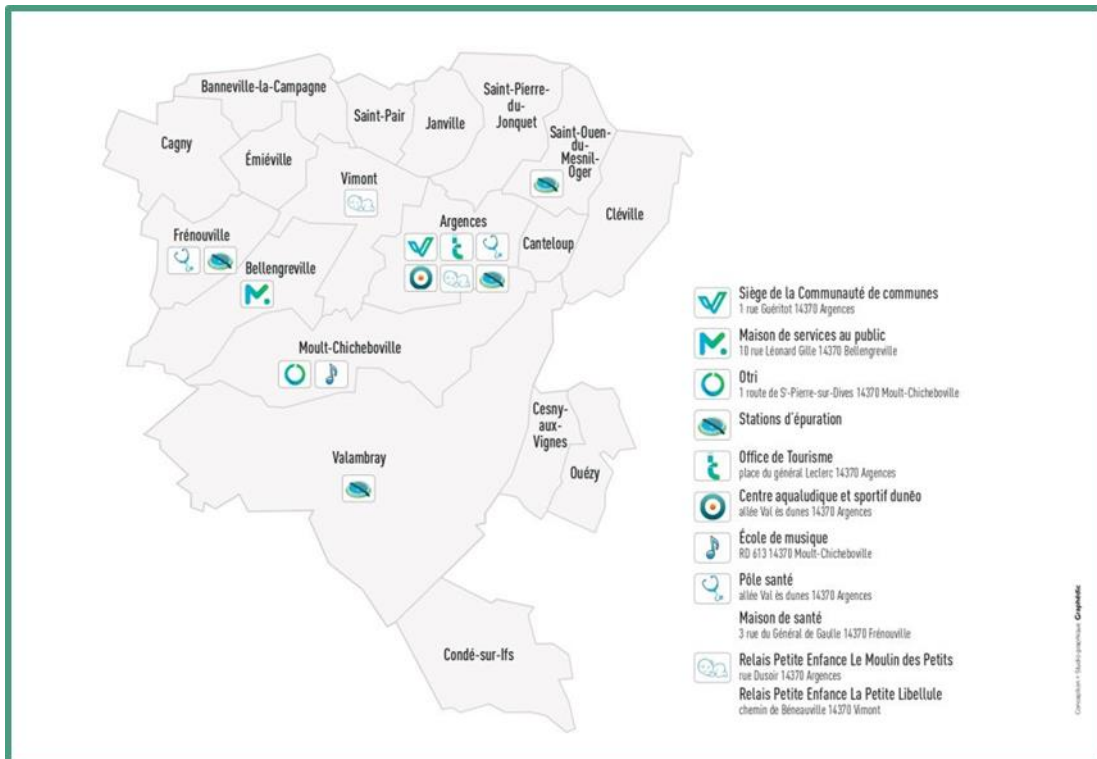 Banneville-la-Campagne
Saint-Pair
Janville
Saint-Pierre-
du-
Jonquet
Saint-Ouen-
du-
Mesnil-
Oger
Cagny
Émiéville
Vimont
Cléville
Frénouville
Argences
Canteloup
Bellengreville
Moult-Chicheboville
Cesny-
aux-
Vignes
Ouézy
Valambray
Condé-sur-Ifs
Siège de la Communauté de communes
1 rue Guéritot 14370 Argences
Maison de services au public
10 rue Léonard Gille 14370 Bellengreville
Otri
1 route de St-Pierre-sur-Dives 14370 Moult-Chicheboville
Stations d'épuration
Office de Tourisme
place du général Leclerc 14370 Argences
Centre aqualudique et sportif dunëo
allée Val ès dunes 14370 Argences
École de musique
RD 613 14370 Moult-Chicheboville
Pôle santé
allée Val ès dunes 14370 Argences
Maison de santé
3 rue du Général de Gaulle 14370 Frénouville
Relais Petite Enfance Le Moulin des Petits
rue Dusoir 14370 Argences
Relais Petite Enfance La Petite Libellule
chemin de Béneauville 14370 Vimont
Conception • Studio graphique Graphédic